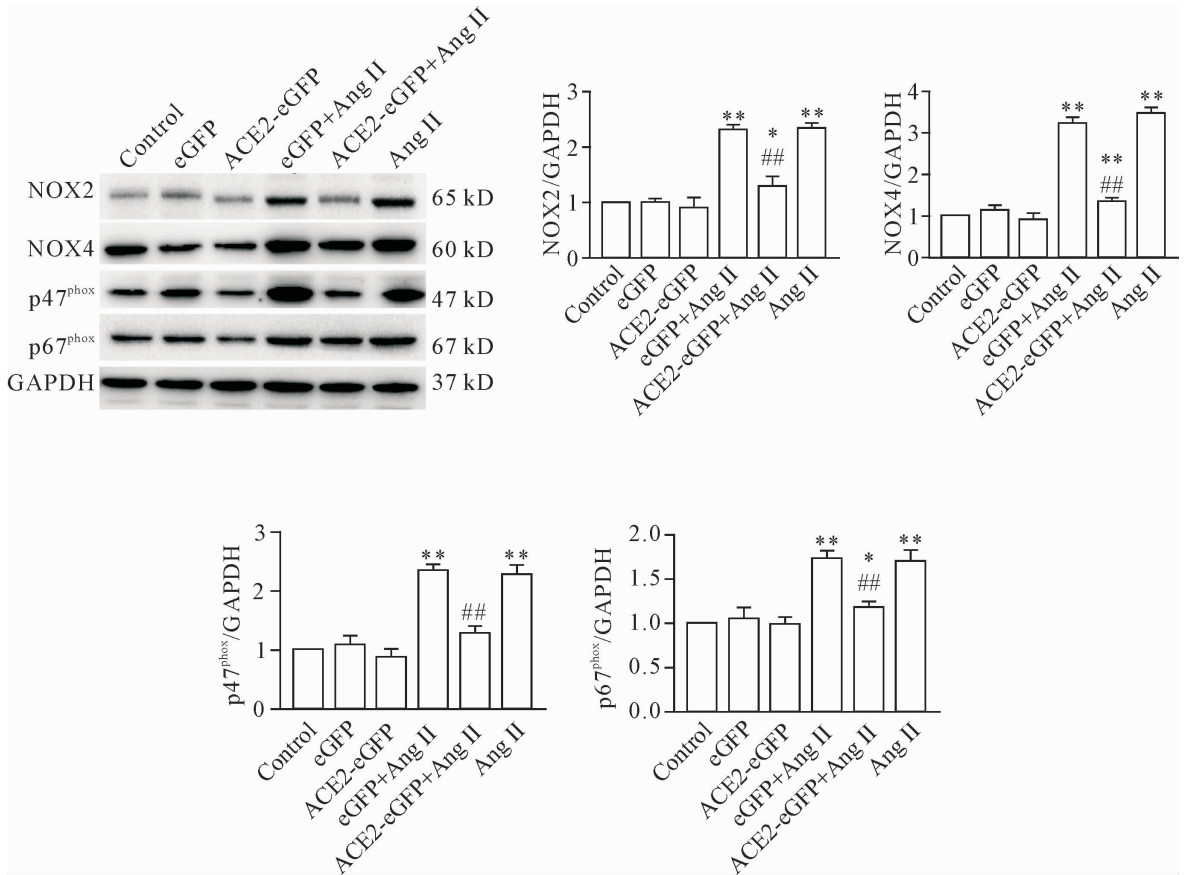 Control
eGFP
ACE2-eGFP
eGFP+Ang II
ACE2-eGFP+Ang II
Ang II
NOX2
65 kD
NOX4
60 kD
p47phox
47 kD
p67phox
67 kD
GAPDH
37 kD
NOX2/GAPDH
3
2
1
0
**
*
##
**
Control
eGFP
ACE2-eGFP
eGFP+Ang II
ACE2-eGFP+Ang II
Ang II
NOX4/GAPDH
4
3
2
1
0
**
**
##
**
Control
eGFP
ACE2-eGFP
eGFP+Ang II
ACE2-eGFP+Ang II
Ang II
p47phox/GAPDH
3
2
1
0
**
##
**
Control
eGFP
ACE2-eGFP
eGFP+Ang II
ACE2-eGFP+Ang II
Ang II
p67phox/GAPDH
2.0
1.5
1.0
0.5
0.0
**
*
##
**
Control
eGFP
ACE2-eGFP
eGFP+Ang II
ACE2-eGFP+Ang II
Ang II